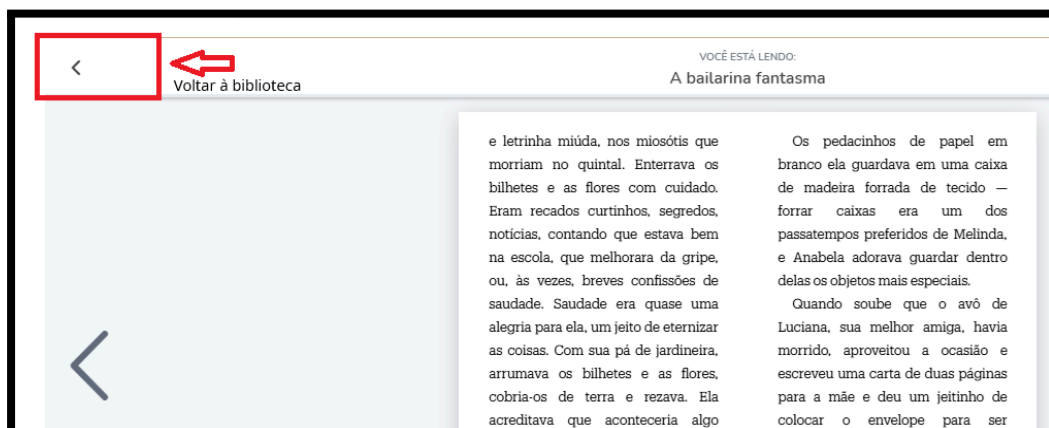 Voltar à biblioteca
VOCÊ ESTÁ LENDO:
A bailarina fantasma
e letrinha miúda, nos miosótis que
morriam no quintal. Enterrava os
bilhetes e as flores com cuidado.
Eram recados curtinhos, segredos,
notícias, contando que estava bem
na escola, que melhorara da gripe,
ou, às vezes, breves confissões de
saudade. Saudade era quase uma
alegria para ela, um jeito de eternizar
as coisas. Com sua pá de jardineira,
arrumava os bilhetes e as flores,
cobria-os de terra e rezava. Ela
acreditava que aconteceria algo
Os pedacinhos de papel em
branco ela guardava em uma caixa
de madeira forrada de tecido —
forrar caixas era um dos
passatempos preferidos de Melinda,
e Anabela adorava guardar dentro
delas os objetos mais especiais.
Quando soube que o avô de
Luciana, sua melhor amiga, havia
morrido, aproveitou a ocasião e
escreveu uma carta de duas páginas
para a mãe e deu um jeitinho de
colocar o envelope para ser